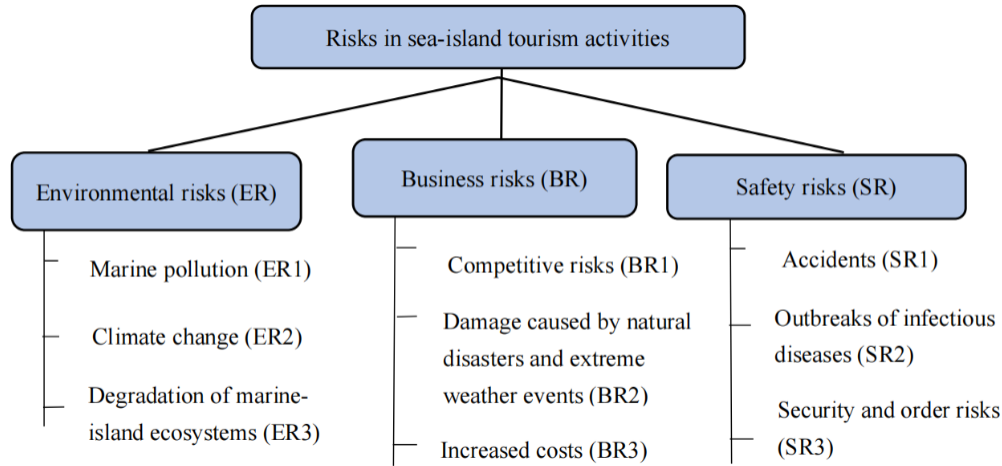 Risks in sea-island tourism activities
Environmental risks (ER)
Marine pollution (ER1)
Climate change (ER2)
Degradation of marine-
island ecosystems (ER3)
Business risks (BR)
Competitive risks (BR1)
Damage caused by natural
disasters and extreme
weather events (BR2)
Increased costs (BR3)
Safety risks (SR)
Accidents (SR1)
Outbreaks of infectious
diseases (SR2)
Security and order risks
(SR3)